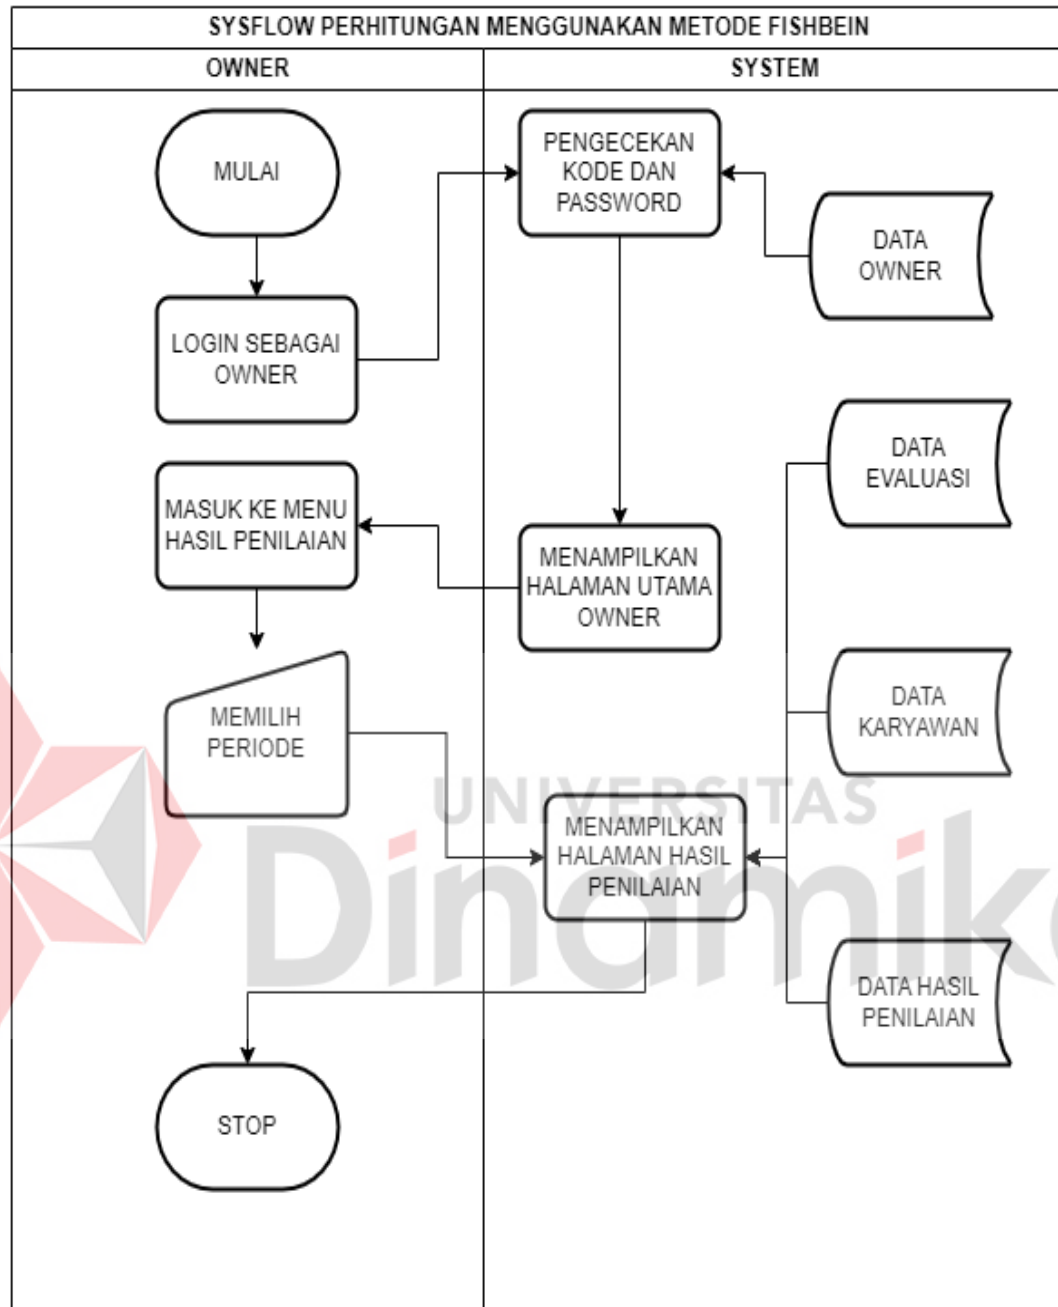 SYSFLOW PERHITUNGAN MENGGUNAKAN METODE FISHBEIN
OWNER
SYSTEM
MULAI
PENGECEKAN
KODE DAN
PASSWORD
DATA
OWNER
LOGIN SEBAGAI
OWNER
DATA
EVALUASI
MASUK KE MENU
HASIL PENILAIAN
MENAMPILKAN
HALAMAN UTAMA
OWNER
MEMILIH
PERIODE
DATA
KARYAWAN
UNIVERSITAS
Dinamika
MENAMPILKAN
HALAMAN HASIL
PENILAIAN
DATA HASIL
PENILAIAN
STOP